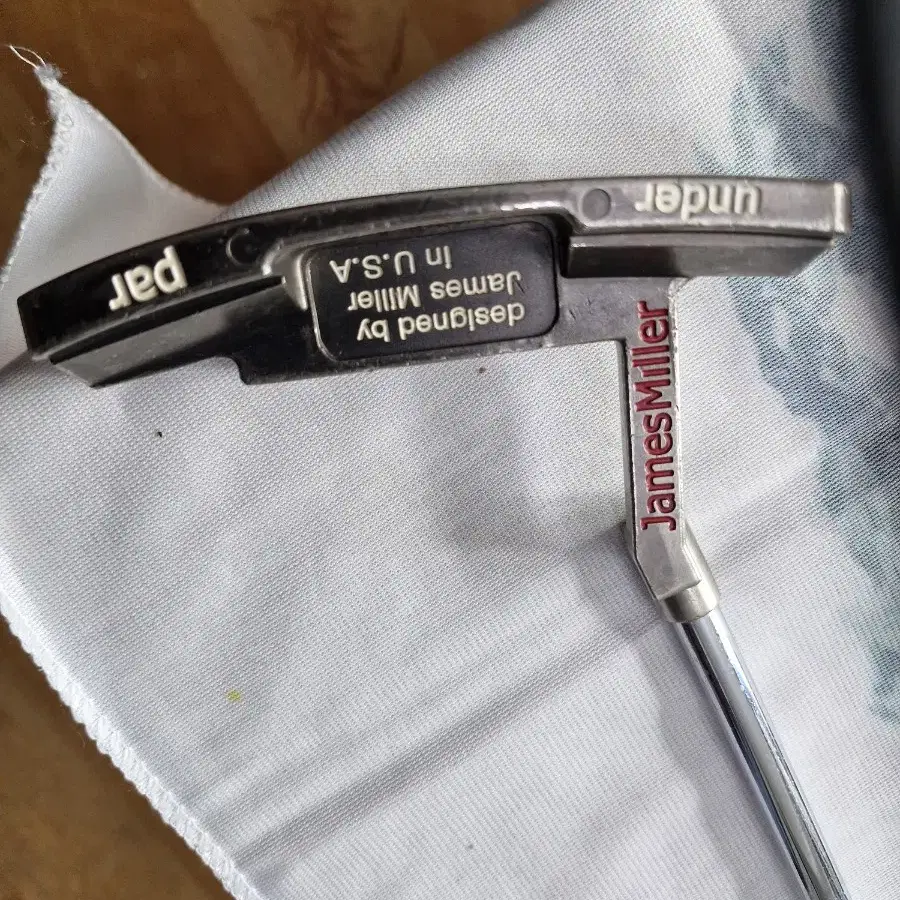 under
par
designed by
James Miller
in U.S.A
JamesMiller